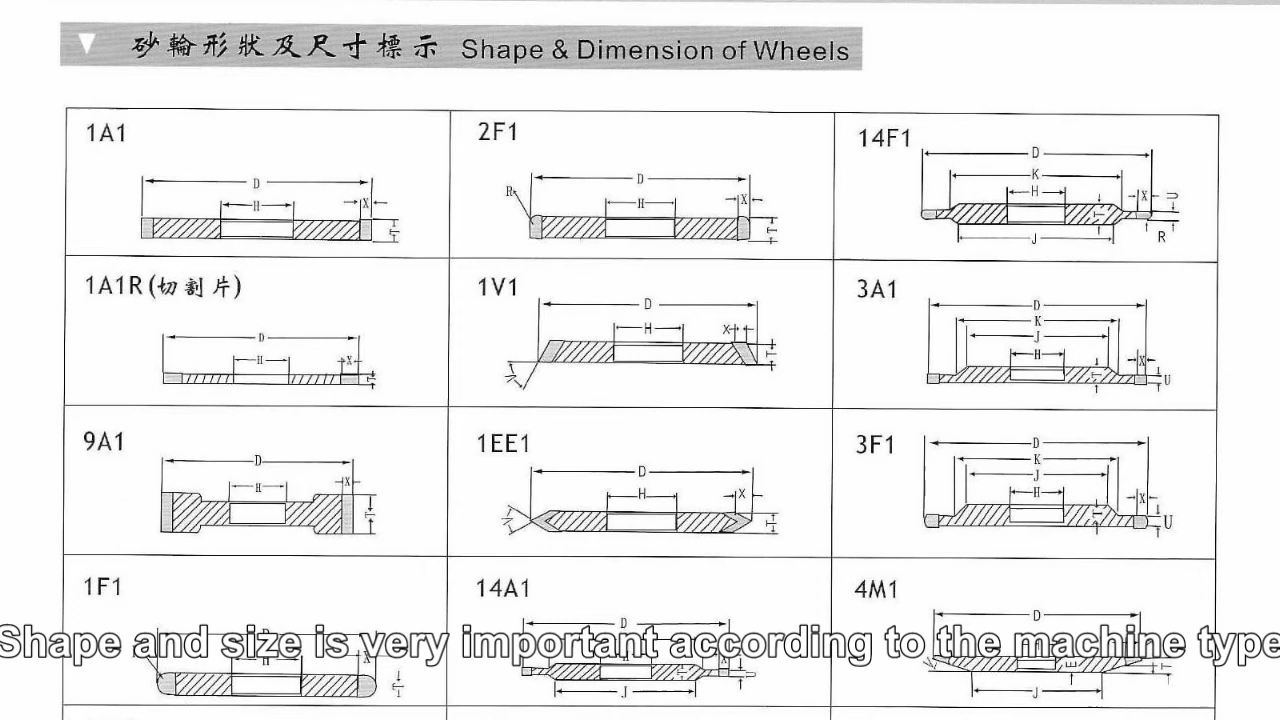 砂輪形狀及尺寸標示 Shape & Dimension of Wheels
1A1
D
H
X
T
2F1
D
R
H
X
T
14F1
D
K
H
X
U
T
J
R
1A1R (切割片)
D
H
X
T
1V1
D
H
X
T
V
3A1
D
K
J
H
X
T
U
9A1
D
H
X
T
1EE1
D
H
X
T
V
3F1
D
K
J
H
X
T
U
1F1
D
H
X
T
14A1
D
H
X
T
U
J
4M1
D
V
E
T
J
Shape and size is very important according to the machine type